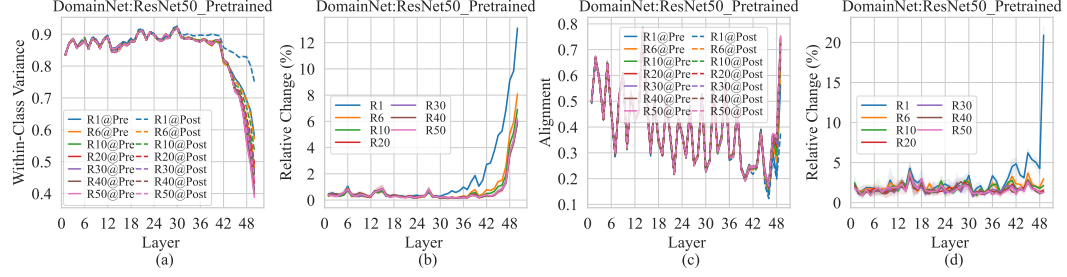 DomainNet:ResNet50_Pretrained
Within-Class Variance
0.9
0.8
0.7
0.6
0.5
0.4
R1@Pre R1@Post
R6@Pre R6@Post
R10@Pre R10@Post
R20@Pre R20@Post
R30@Pre R30@Post
R40@Pre R40@Post
R50@Pre R50@Post
0 6 12 18 24 30 36 42 48
Layer
(a)
DomainNet:ResNet50_Pretrained
Relative Change (%)
12
10
8
6
4
2
0
R1 R30
R6 R40
R10 R50
R20
0 6 12 18 24 30 36 42 48
Layer
(b)
DomainNet:ResNet50_Pretrained
Alignment
0.8
0.7
0.6
0.5
0.4
0.3
0.2
0.1
R1@Pre R1@Post
R6@Pre R6@Post
R10@Pre R10@Post
R20@Pre R20@Post
R30@Pre R30@Post
R40@Pre R40@Post
R50@Pre R50@Post
0 6 12 18 24 30 36 42 48
Layer
(c)
DomainNet:ResNet50_Pretrained
Relative Change (%)
20
15
10
5
0
R1 R30
R6 R40
R10 R50
R20
0 6 12 18 24 30 36 42 48
Layer
(d)